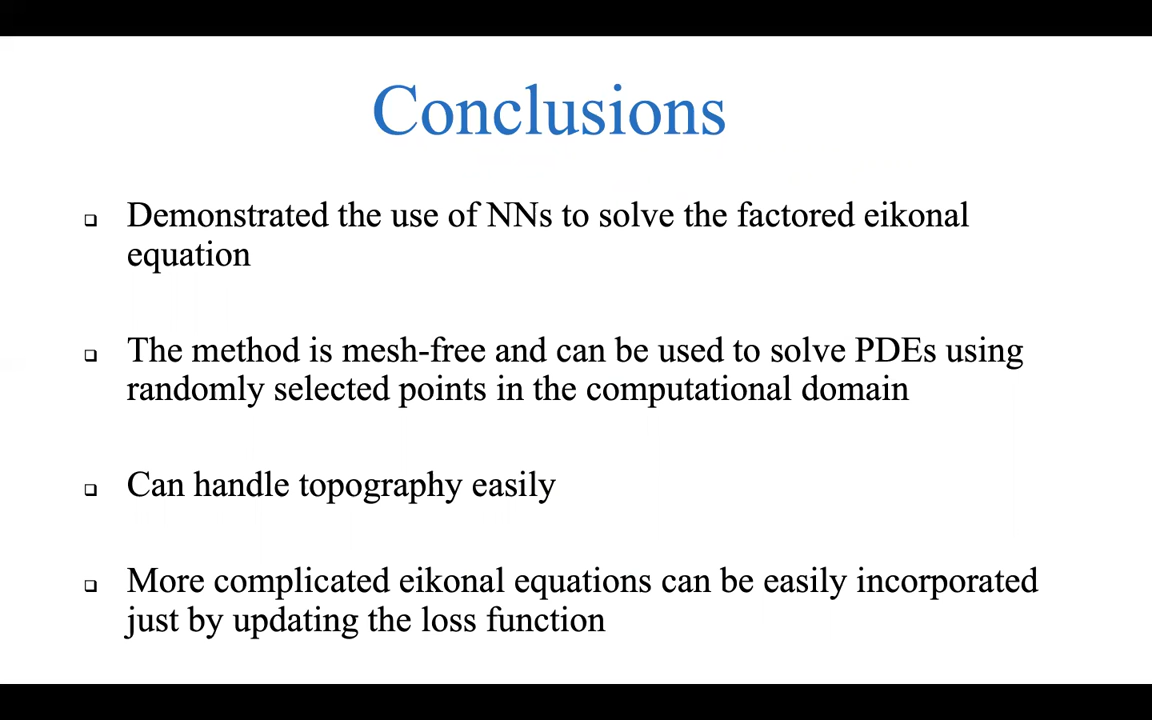 Conclusions
❑ Demonstrated the use of NNs to solve the factored eikonal
equation
❑ The method is mesh-free and can be used to solve PDEs using
randomly selected points in the computational domain
❑ Can handle topography easily
❑ More complicated eikonal equations can be easily incorporated
just by updating the loss function